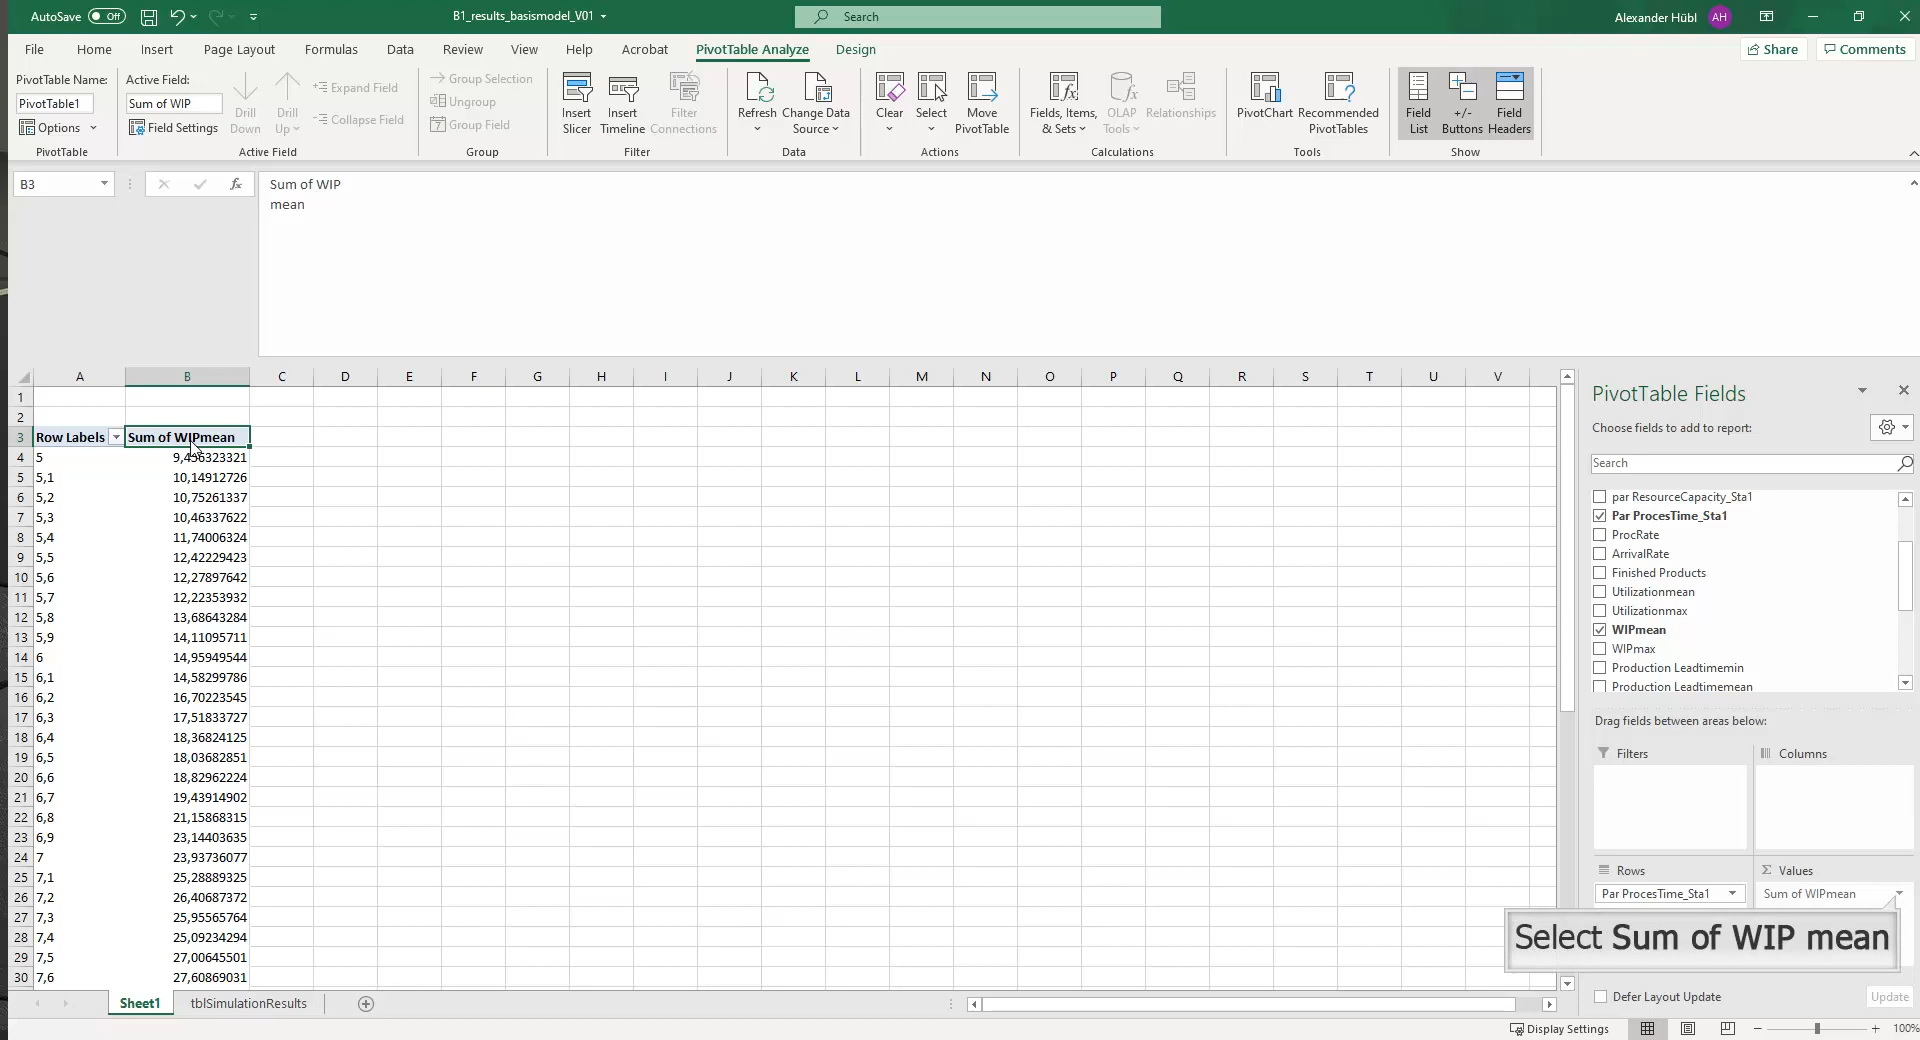 AutoSave Off B1_results_basismodel_V01 Search Alexander Hübl AH
File Home Insert Page Layout Formulas Data Review View Help Acrobat PivotTable Analyze Design Share Comments
PivotTable Name:
PivotTable1
Options
PivotTable
Active Field:
Sum of WIP
Field Settings
Drill
Down
Drill
Up
Expand Field
Collapse Field
Active Field
Group Selection
Ungroup
Group Field
Group
Insert
Slicer
Insert
Timeline
Filter
Connections
Filter
Refresh
Change Data
Source
Data
Clear
Select
Move
PivotTable
Actions
Fields, Items,
& Sets
OLAP
Tools
Relationships
Calculations
PivotChart
Recommended
PivotTables
Tools
Field
List
+/-
Buttons
Field
Headers
Show
B3 fx Sum of WIP
mean
A B C D E F G H I J K L M N O P Q R S T U V
1
2
3 Row Labels Sum of WIPmean
4 5
5 5,1 10,14912726
6 5,2 10,75261337
7 5,3 10,46337622
8 5,4 11,74006324
9 5,5 12,42229423
10 5,6 12,27897642
11 5,7 12,22353932
12 5,8 13,68643284
13 5,9 14,11095711
14 6 14,95949544
15 6,1 14,58299786
16 6,2 16,70223545
17 6,3 17,51833727
18 6,4 18,36824125
19 6,5 18,03682851
20 6,6 18,82962224
21 6,7 19,43914902
22 6,8 21,15868315
23 6,9 23,14403635
24 7 23,93736077
25 7,1 25,28889325
26 7,2 26,40687372
27 7,3 25,95565764
28 7,4 25,09234294
29 7,5 27,00645501
30 7,6 27,60869031
PivotTable Fields
Choose fields to add to report:
Search
par ResourceCapacity_Sta1
Par ProcesTime_Sta1
ProcRate
ArrivalRate
Finished Products
Utilizationmean
Utilizationmax
WIPmean
WIPmax
Production Leadtimemin
Production Leadtimemean
Drag fields between areas below:
Filters Columns
Rows Σ Values
Par ProcesTime_Sta1 Sum of WIPmean
Select Sum of WIP mean
Defer Layout Update Update
Sheet1 tblSimulationResults
Display Settings 100%